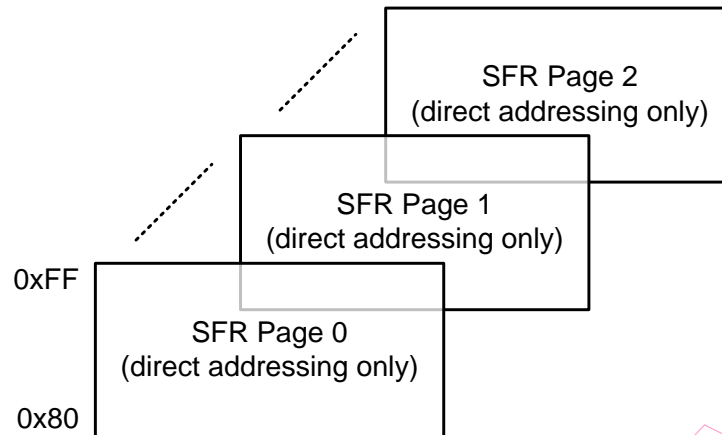 SFR Page 2
(direct addressing only)
SFR Page 1
(direct addressing only)
0xFF
SFR Page 0
(direct addressing only)
0x80